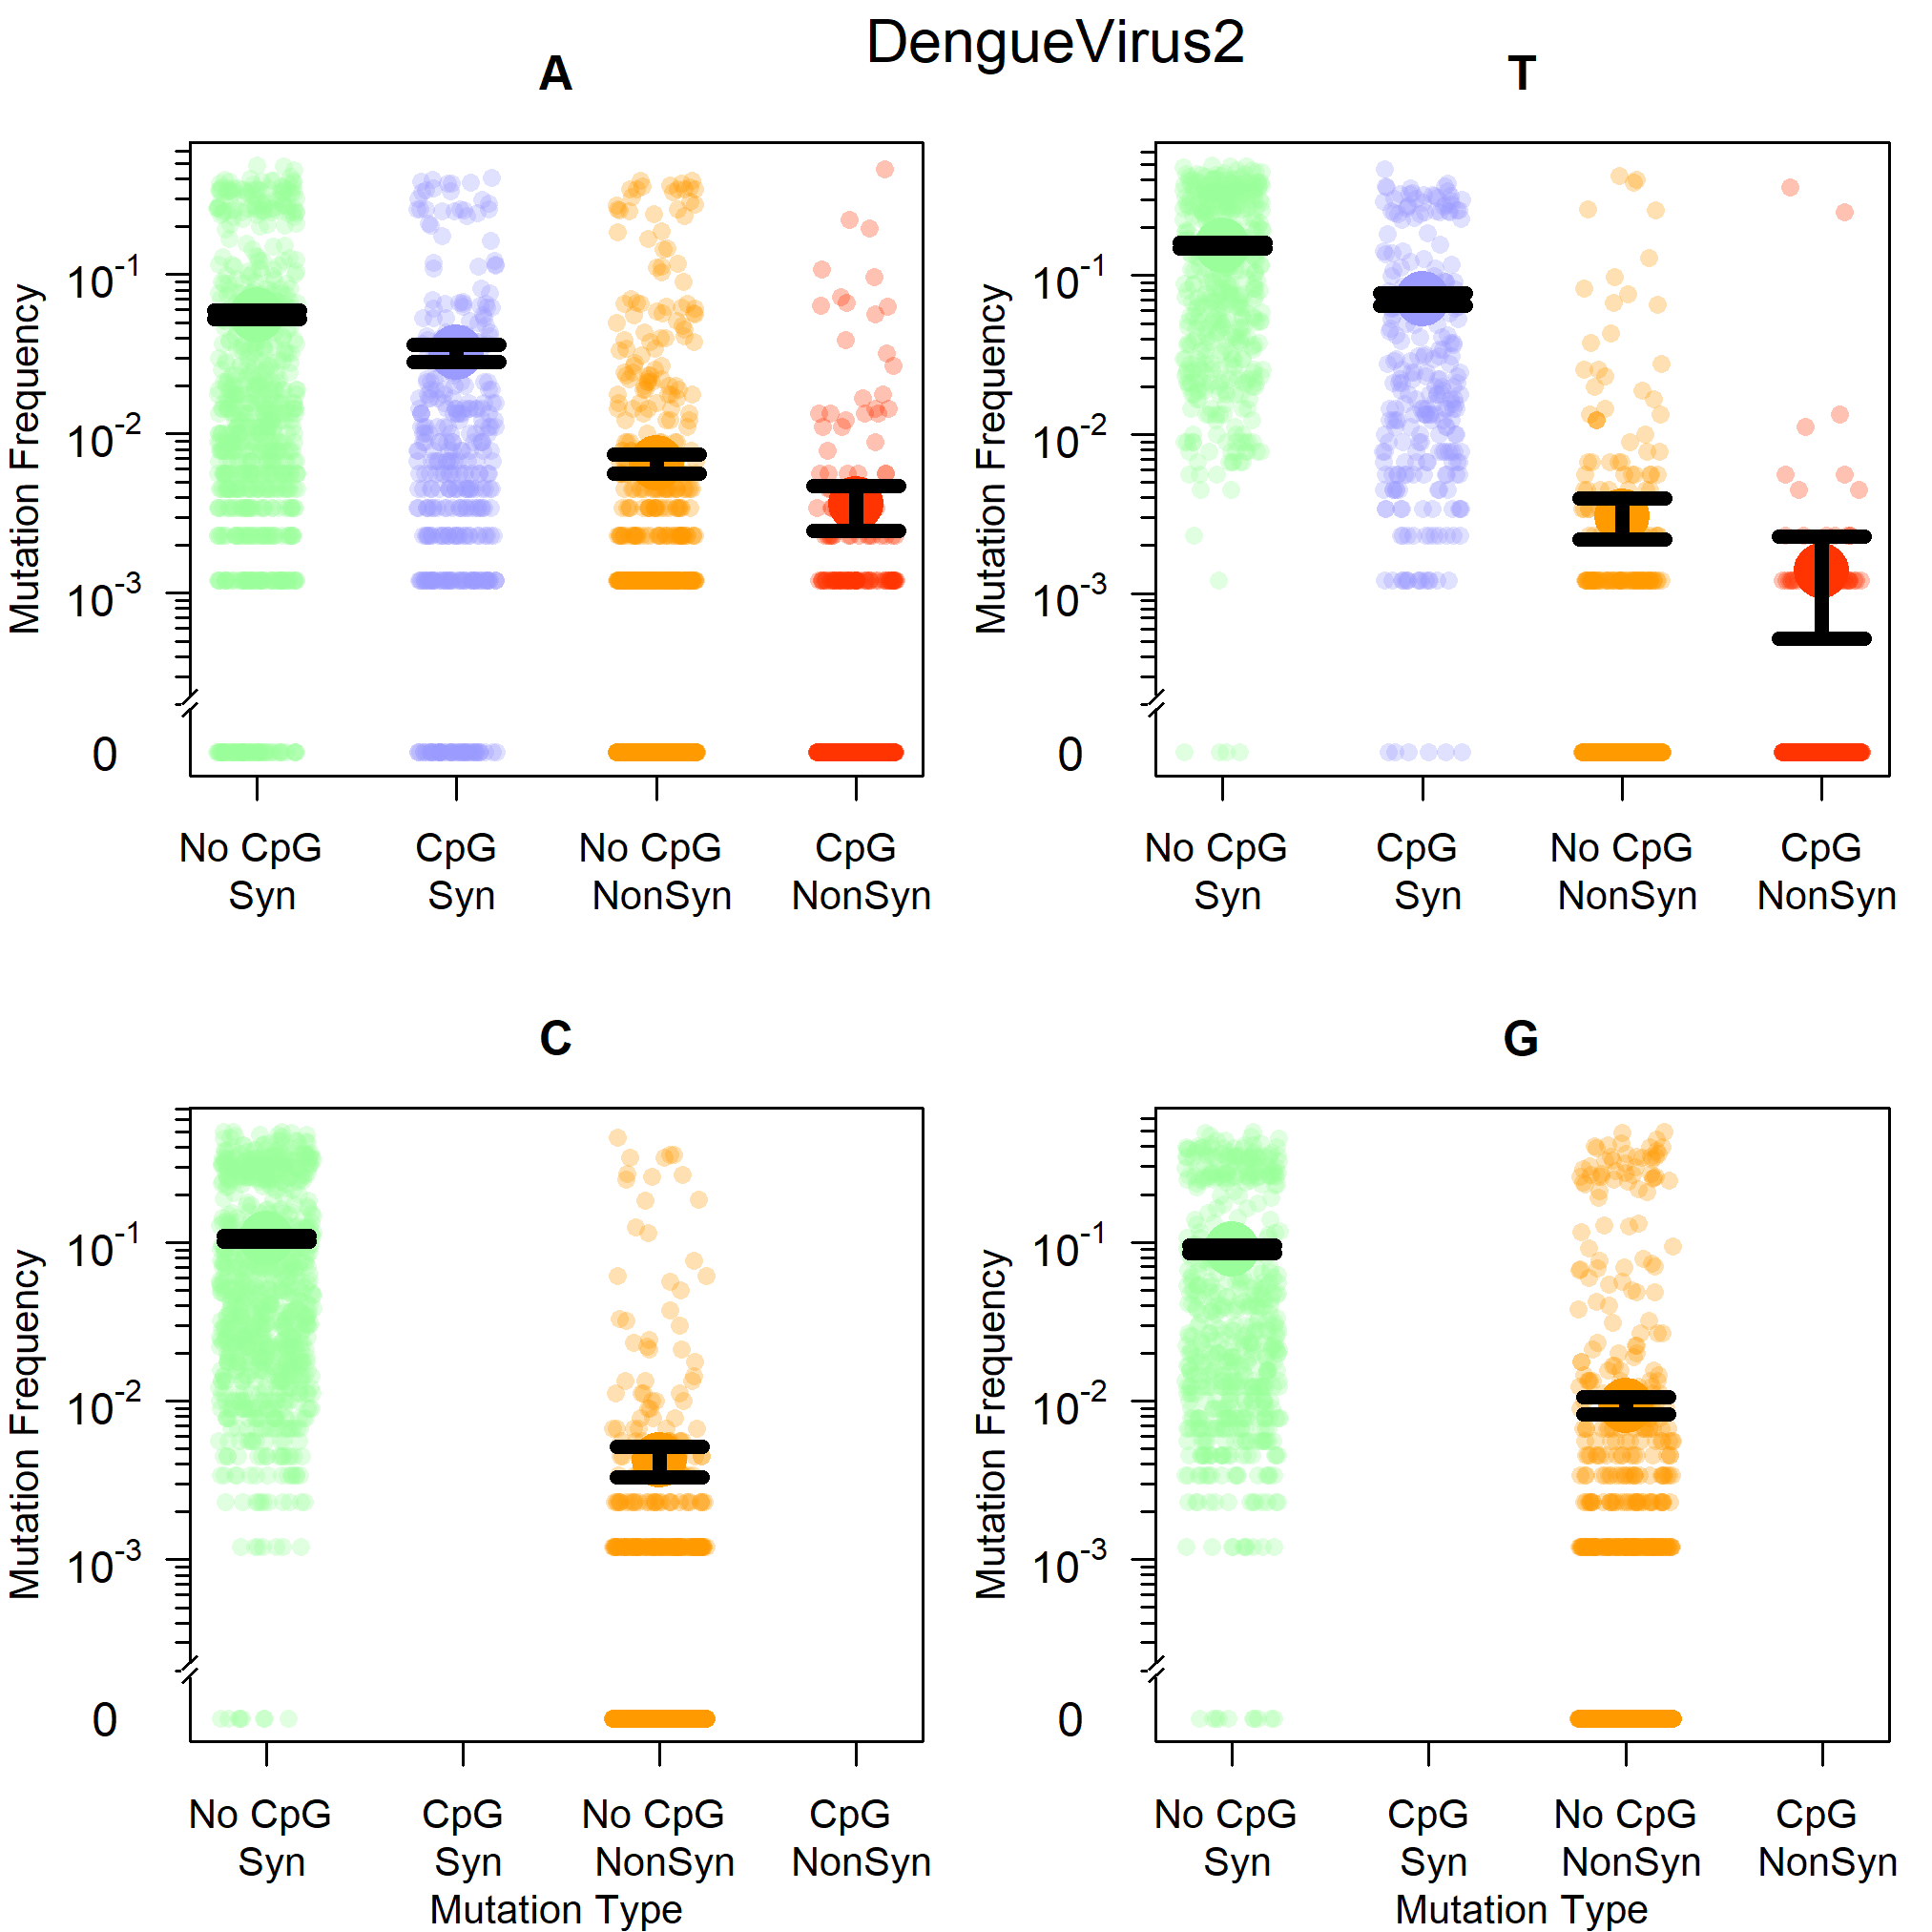 DengueVirus2
A
Mutation Frequency
10^-1
10^-2
10^-3
0
No CpG CpG No CpG CpG
Syn Syn NonSyn NonSyn
T
Mutation Frequency
10^-1
10^-2
10^-3
0
No CpG CpG No CpG CpG
Syn Syn NonSyn NonSyn
C
Mutation Frequency
10^-1
10^-2
10^-3
0
No CpG CpG No CpG CpG
Syn Syn NonSyn NonSyn
Mutation Type
G
Mutation Frequency
10^-1
10^-2
10^-3
0
No CpG CpG No CpG CpG
Syn Syn NonSyn NonSyn
Mutation Type